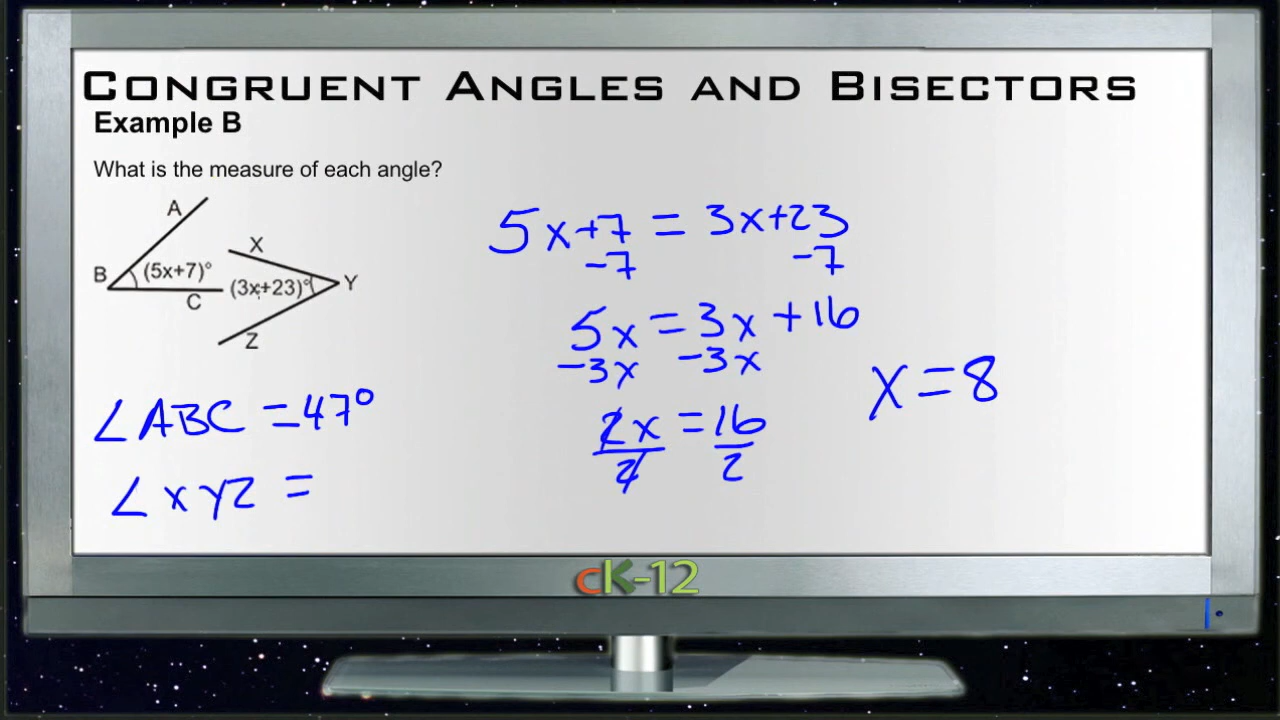 CONGRUENT ANGLES AND BISECTORS
Example B
What is the measure of each angle?
A
B
(5x+7)°
C
X
(3x+23)°
Y
Z
5x+7 = 3x+23
-7 -7
5x = 3x + 16
-3x -3x
2x = 16
2 2
x = 8
∠ABC = 47°
∠XYZ =
cK-12